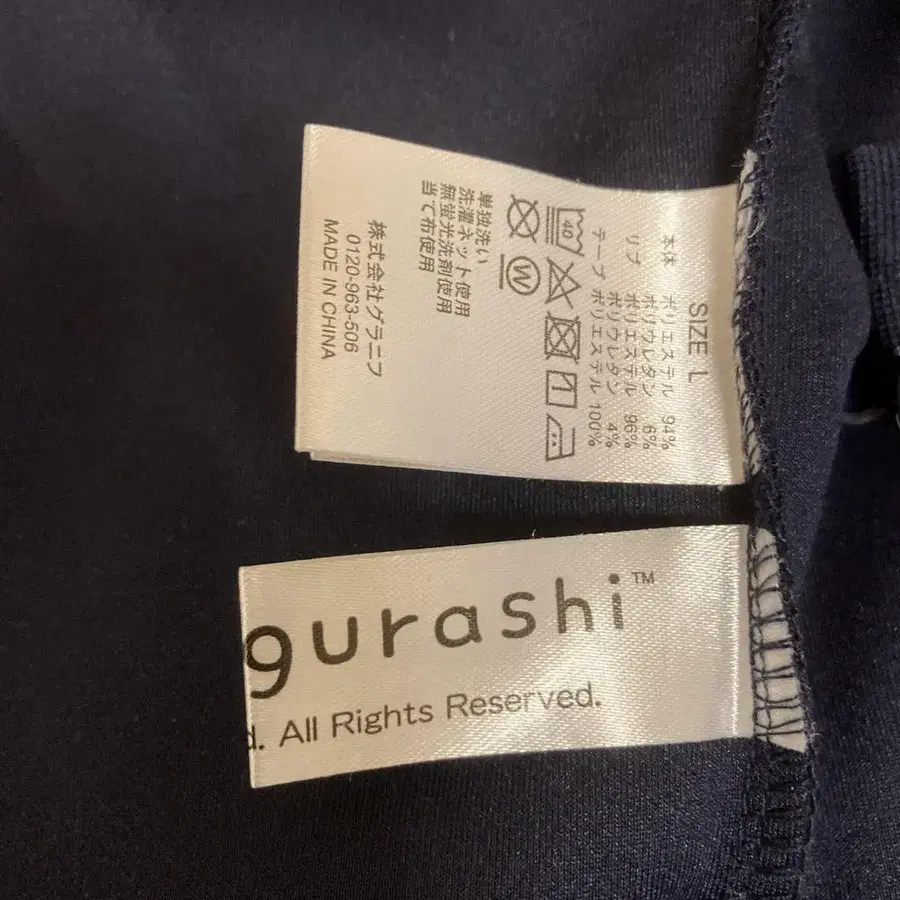 SIZE L
本体 ポリエステル 94%
ポリウレタン 6%
リブ ポリエステル 96%
ポリウレタン 4%
テープ ポリエステル 100%
40
W
単独洗い
洗濯ネット使用
無蛍光洗剤使用
当て布使用
株式会社グラニフ
0120-963-506
MADE IN CHINA
gurashi™
d. All Rights Reserved.